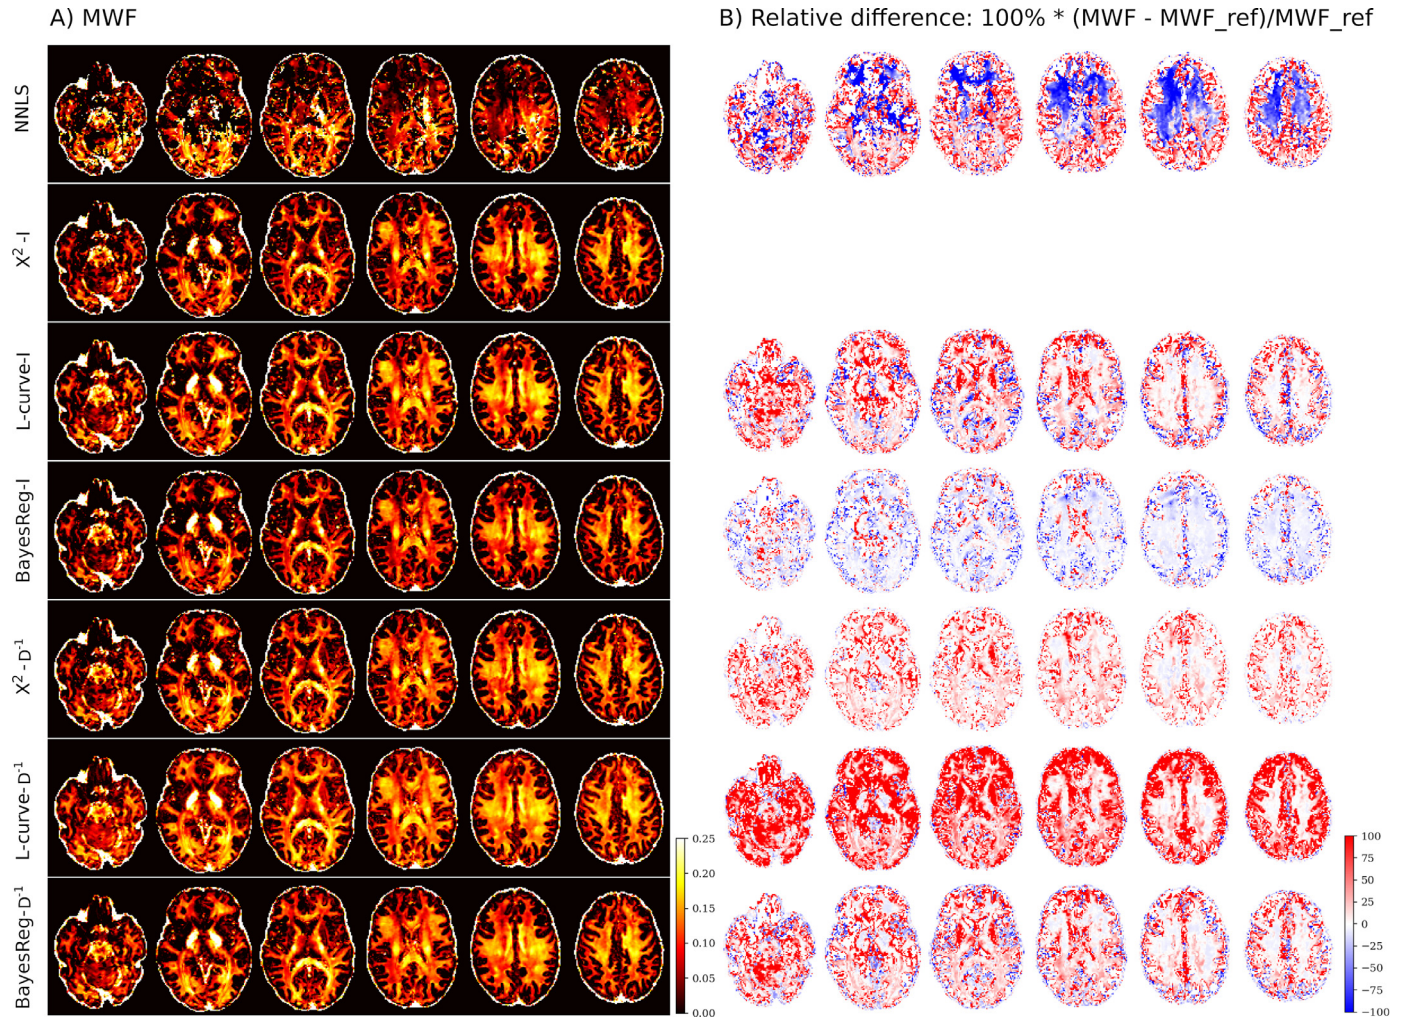 A) MWF
B) Relative difference: 100% * (MWF - MWF_ref)/MWF_ref
NNLS
X² -I
L-curve-I
BayesReg-I
X² - D⁻¹
L-curve-D⁻¹
BayesReg-D⁻¹
0.25
0.20
0.15
0.10
0.05
0.00
100
75
50
25
0
−25
−50
−75
−100